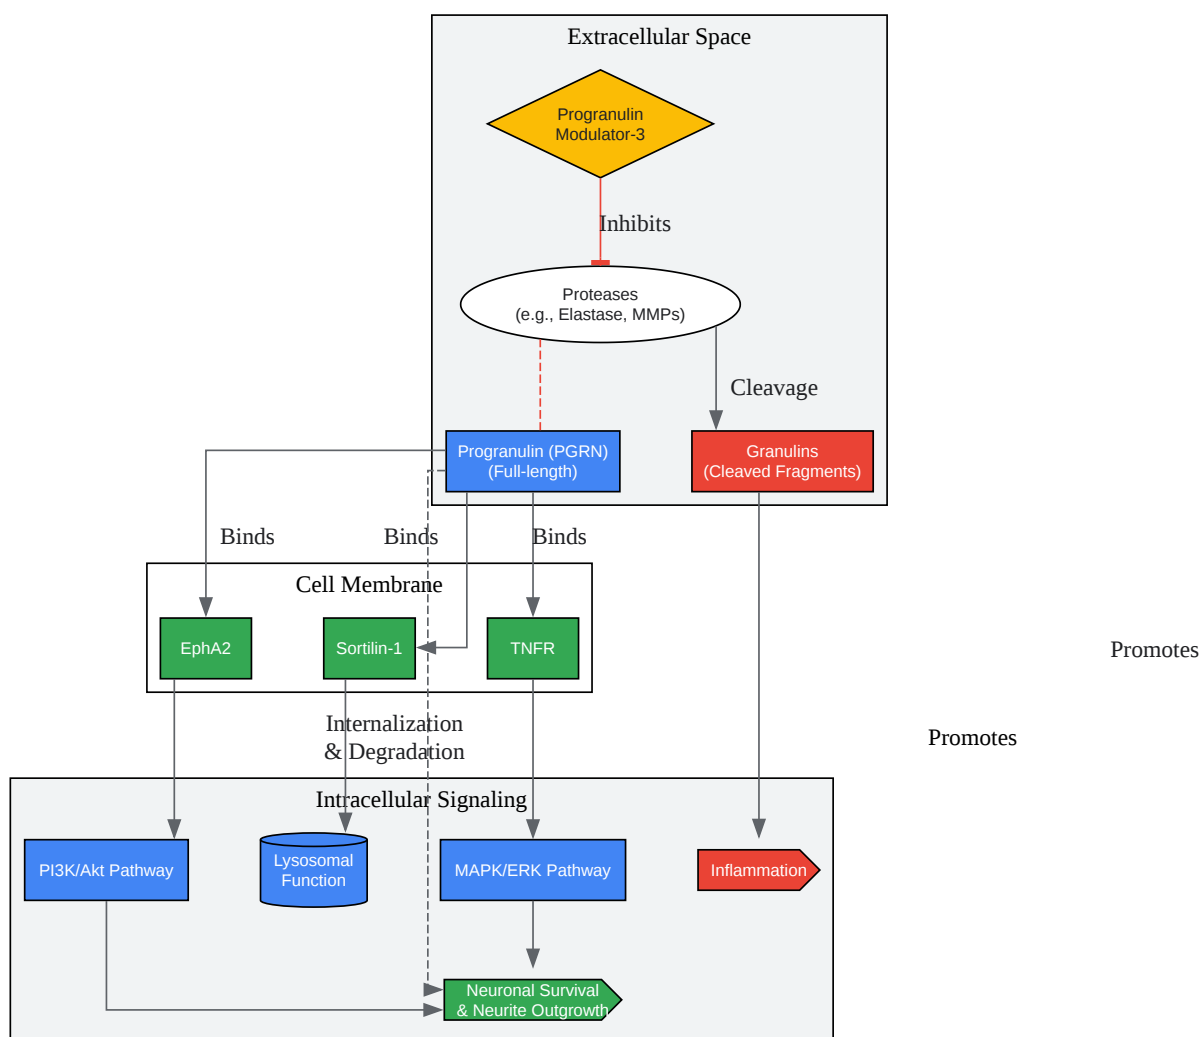 Extracellular Space
Progranulin
Modulator-3
Inhibits
Proteases
(e.g., Elastase, MMPs)
Cleavage
Progranulin (PGRN)
(Full-length)
Granulins
(Cleaved Fragments)
Binds
Binds
Binds
Cell Membrane
EphA2
Sortilin-1
TNFR
Promotes
Internalization
& Degradation
Promotes
Intracellular Signaling
PI3K/Akt Pathway
Lysosomal
Function
MAPK/ERK Pathway
Inflammation
Neuronal Survival
& Neurite Outgrowth